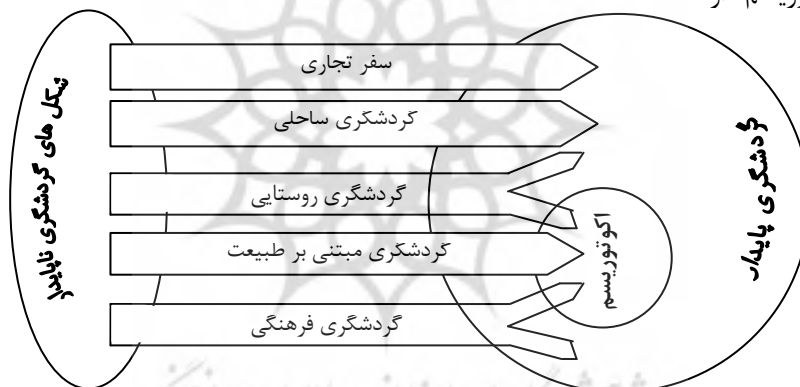 شکل های گردشگری ناپایدار
سفر تجاری
گردشگری ساحلی
گردشگری روستایی
گردشگری مبتنی بر طبیعت
گردشگری فرهنگی
اکوتوریسم
گردشگری پایدار